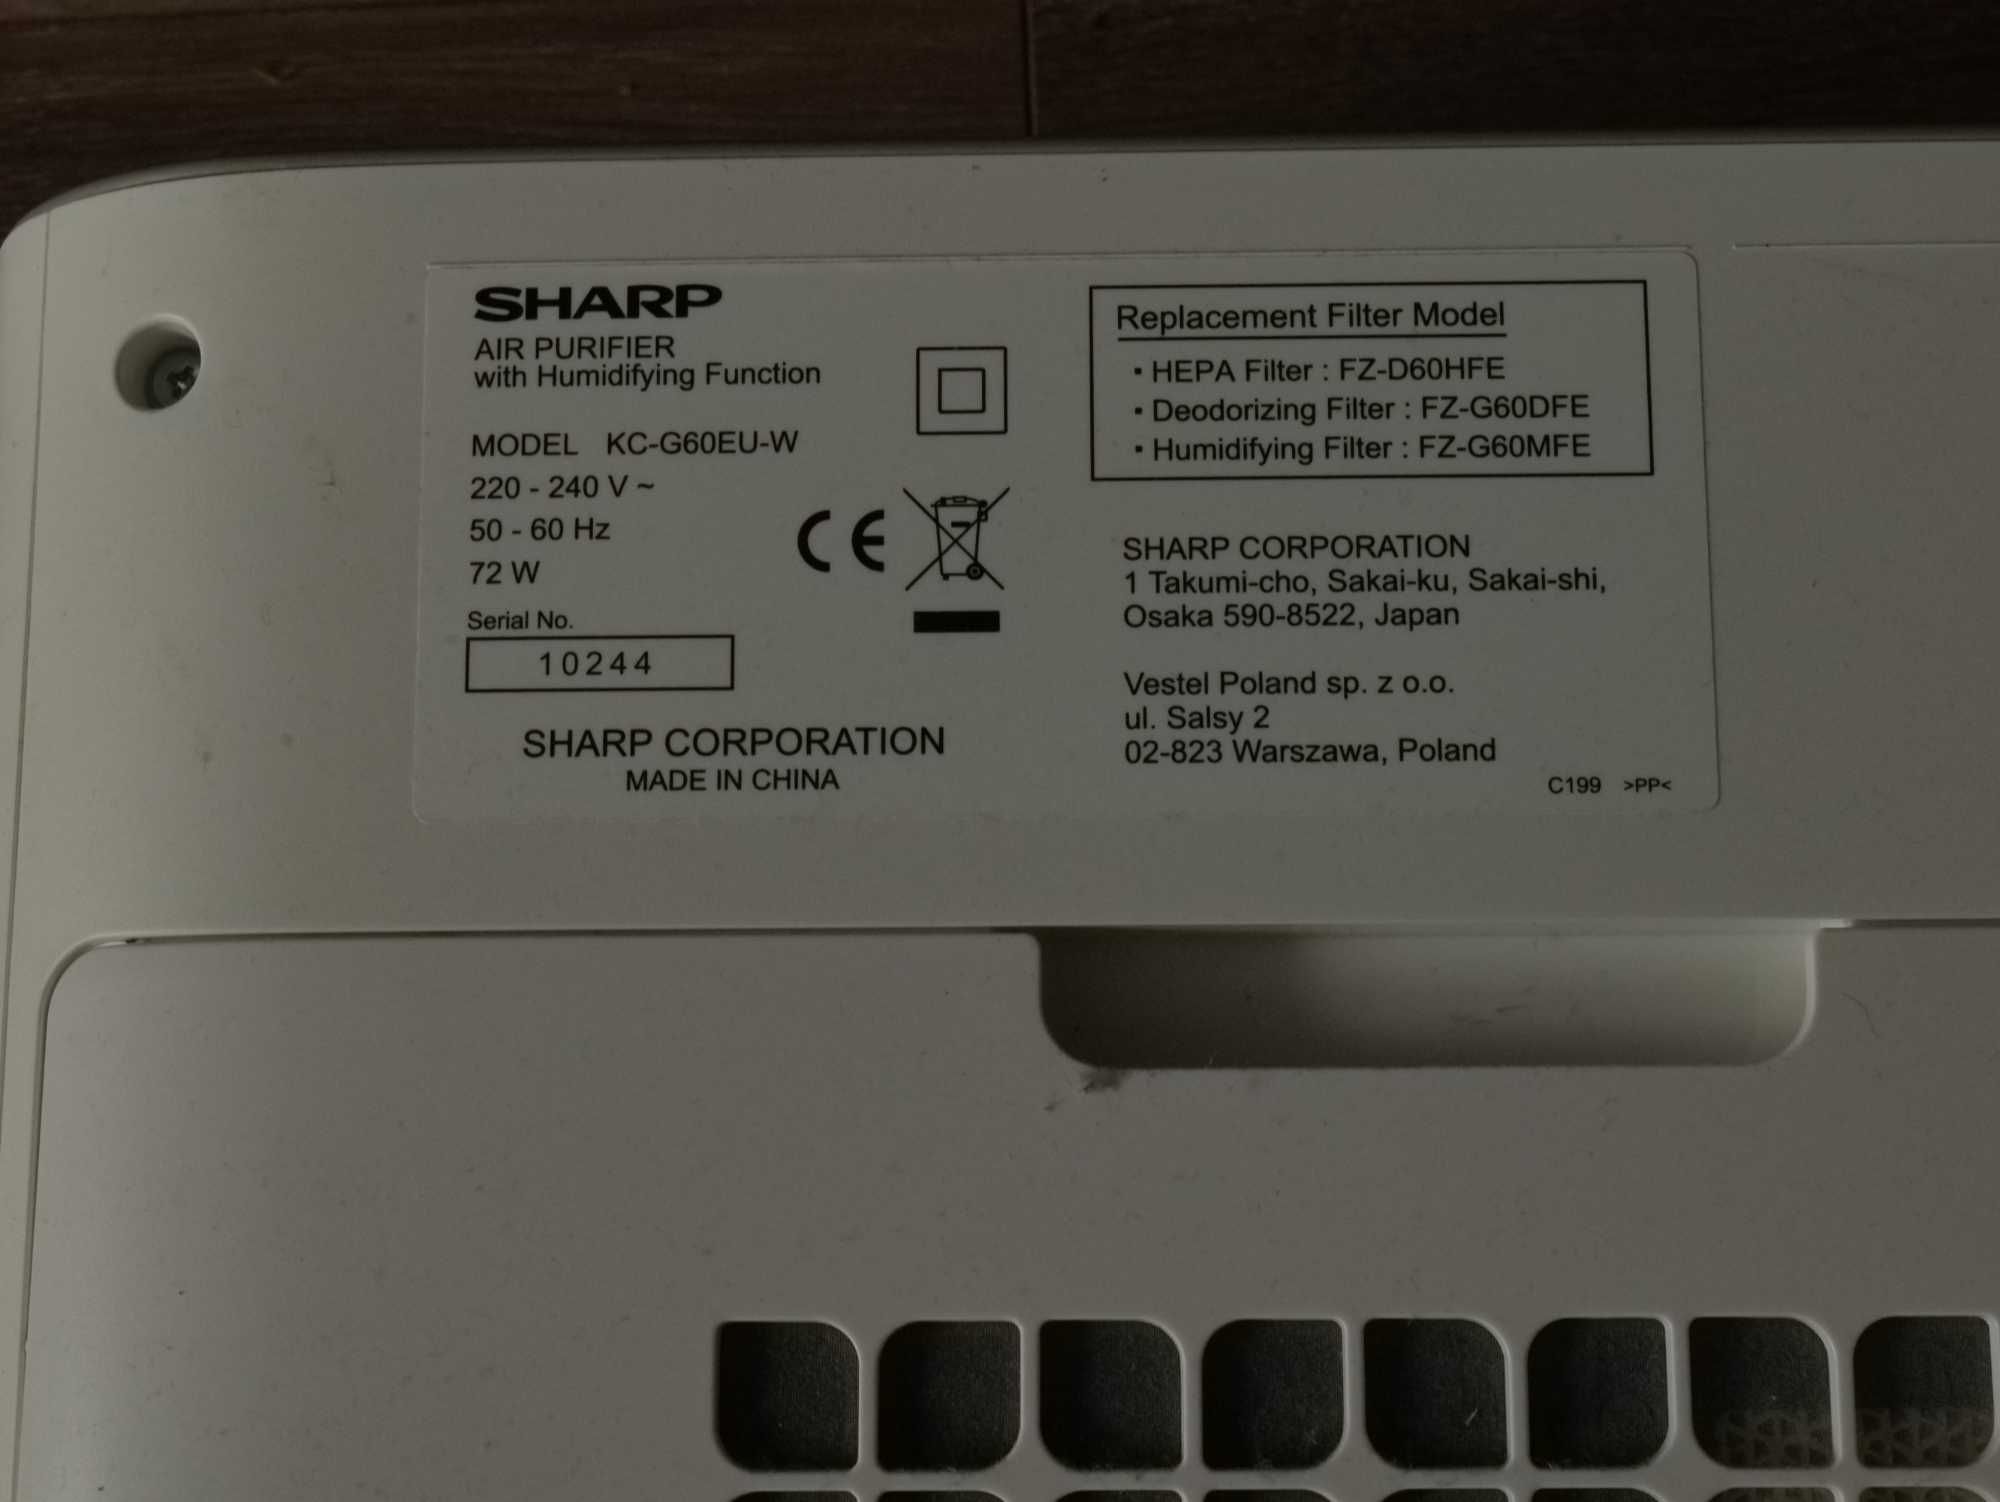 SHARP
AIR PURIFIER
with Humidifying Function
MODEL KC-G60EU-W
220 - 240 V ~
50 - 60 Hz
72 W
Serial No.
10244
CE
SHARP CORPORATION
MADE IN CHINA
Replacement Filter Model
・HEPA Filter : FZ-D60HFE
・Deodorizing Filter : FZ-G60DFE
・Humidifying Filter : FZ-G60MFE
SHARP CORPORATION
1 Takumi-cho, Sakai-ku, Sakai-shi,
Osaka 590-8522, Japan
Vestel Poland sp. z o.o.
ul. Salsy 2
02-823 Warszawa, Poland
C199 >PP<